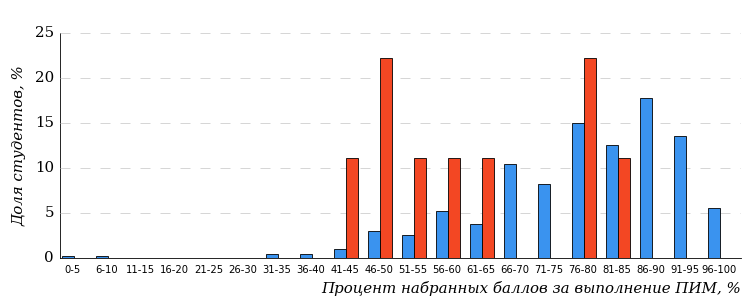 25
20
15
10
5
0
Доля студентов, %
0-5 6-10 11-15 16-20 21-25 26-30 31-35 36-40 41-45 46-50 51-55 56-60 61-65 66-70 71-75 76-80 81-85 86-90 91-95 96-100
Процент набранных баллов за выполнение ПИМ, %